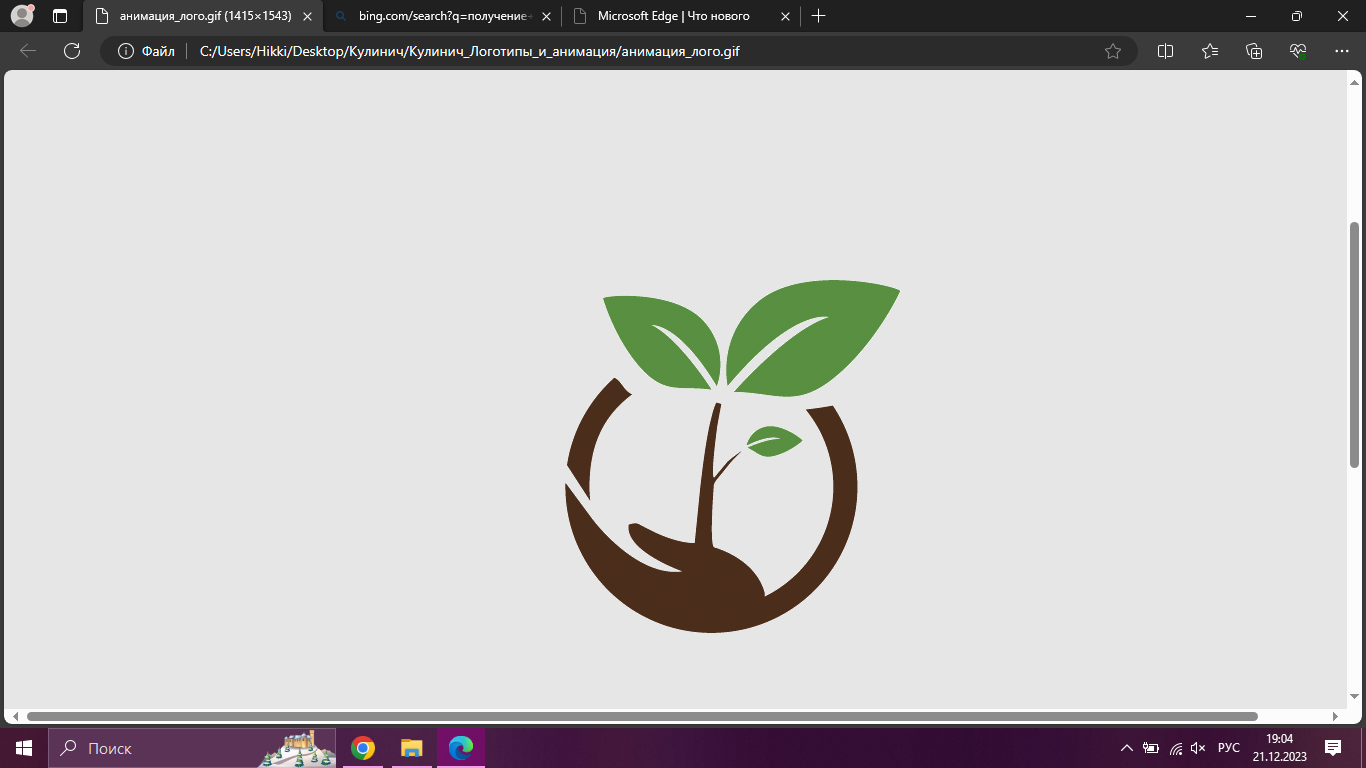 анимация_лого.gif (1415×1543)
bing.com/search?q=получение+
Microsoft Edge | Что нового
Файл
C:/Users/Hikki/Desktop/Кулинич/Кулинич_Логотипы_и_анимация/анимация_лого.gif
Поиск
РУС
19:04
21.12.2023